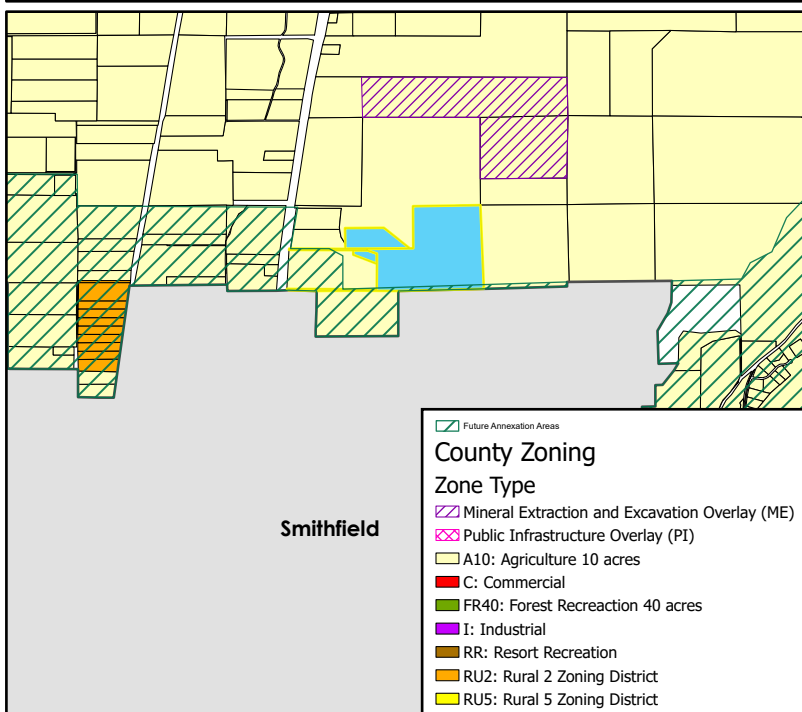 Smithfield
Future Annexation Areas
County Zoning
Zone Type
Mineral Extraction and Excavation Overlay (ME)
Public Infrastructure Overlay (PI)
A10: Agriculture 10 acres
C: Commercial
FR40: Forest Recreaction 40 acres
I: Industrial
RR: Resort Recreation
RU2: Rural 2 Zoning District
RU5: Rural 5 Zoning District